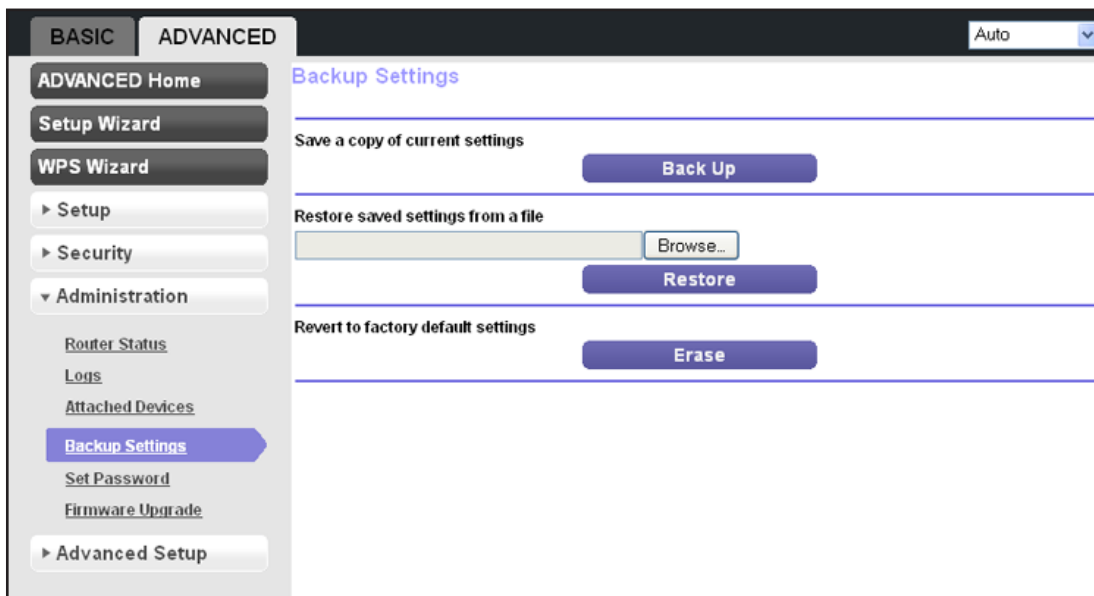 BASIC
ADVANCED
Auto
ADVANCED Home
Setup Wizard
WPS Wizard
Setup
Security
Administration
Router Status
Logs
Attached Devices
Backup Settings
Set Password
Firmware Upgrade
Advanced Setup
Backup Settings
Save a copy of current settings
Back Up
Restore saved settings from a file
Browse...
Restore
Revert to factory default settings
Erase